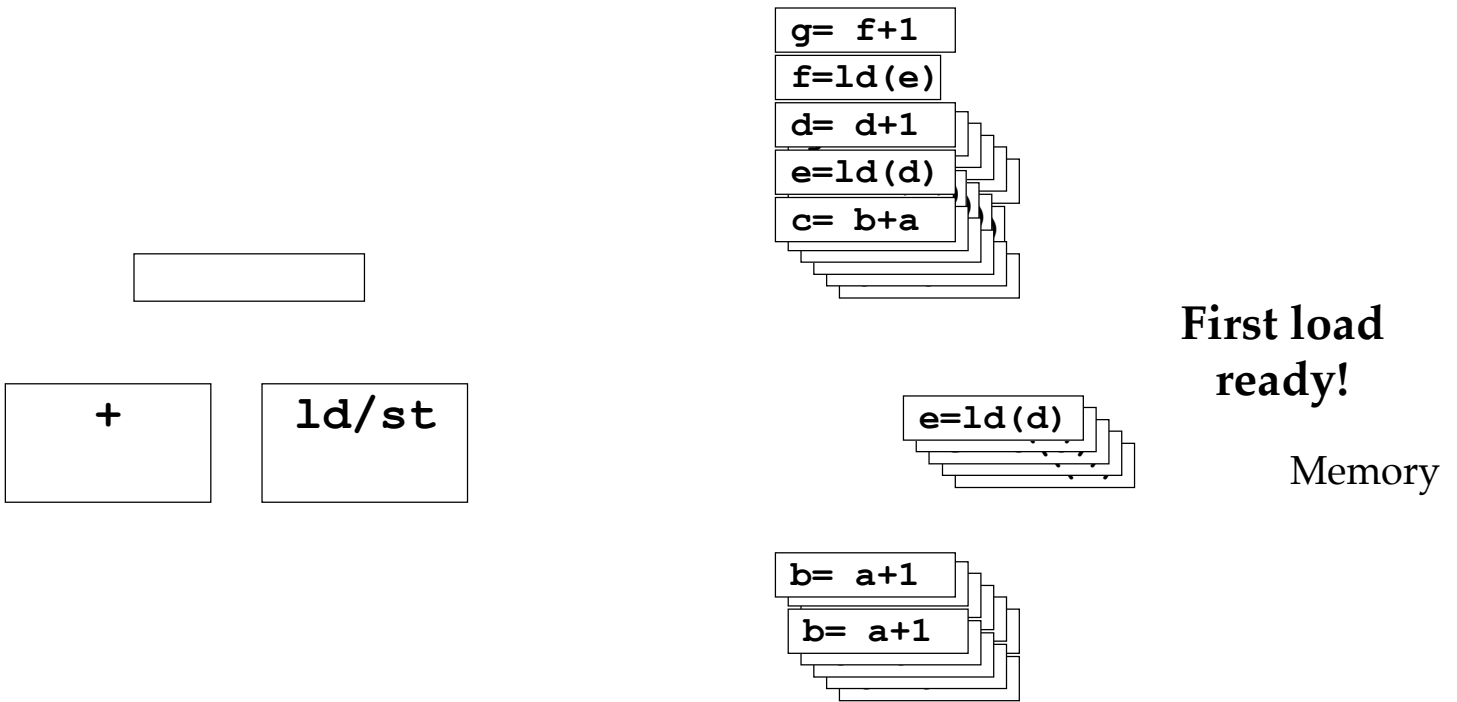 g= f+1
f=ld(e)
d= d+1
e=ld(d)
c= b+a
First load
ready!
+
ld/st
e=ld(d)
Memory
b= a+1
b= a+1